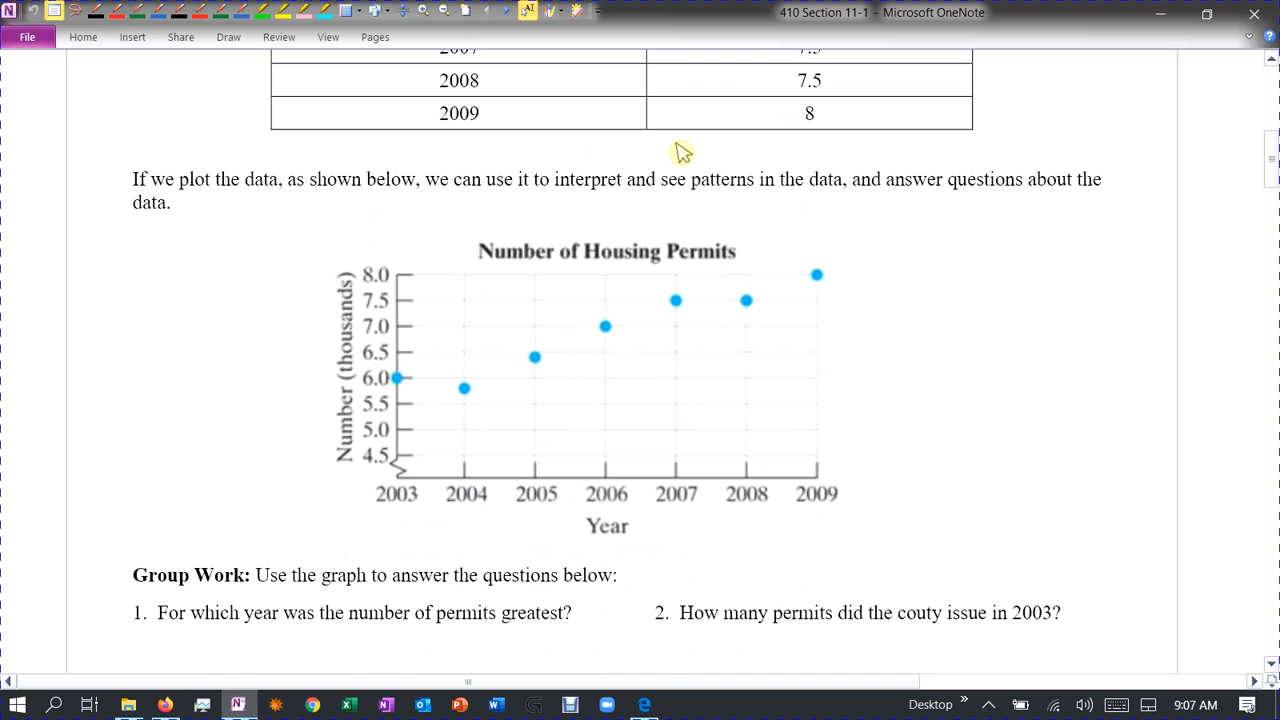 410 Section 11-1 - Microsoft OneNote
File Home Insert Share Draw Review View Pages
2007 7.5
2008 7.5
2009 8
If we plot the data, as shown below, we can use it to interpret and see patterns in the data, and answer questions about the
data.
Number of Housing Permits
Number (thousands)
8.0
7.5
7.0
6.5
6.0
5.5
5.0
4.5
2003 2004 2005 2006 2007 2008 2009
Year
Group Work: Use the graph to answer the questions below:
1. For which year was the number of permits greatest? 2. How many permits did the couty issue in 2003?
Desktop 9:07 AM